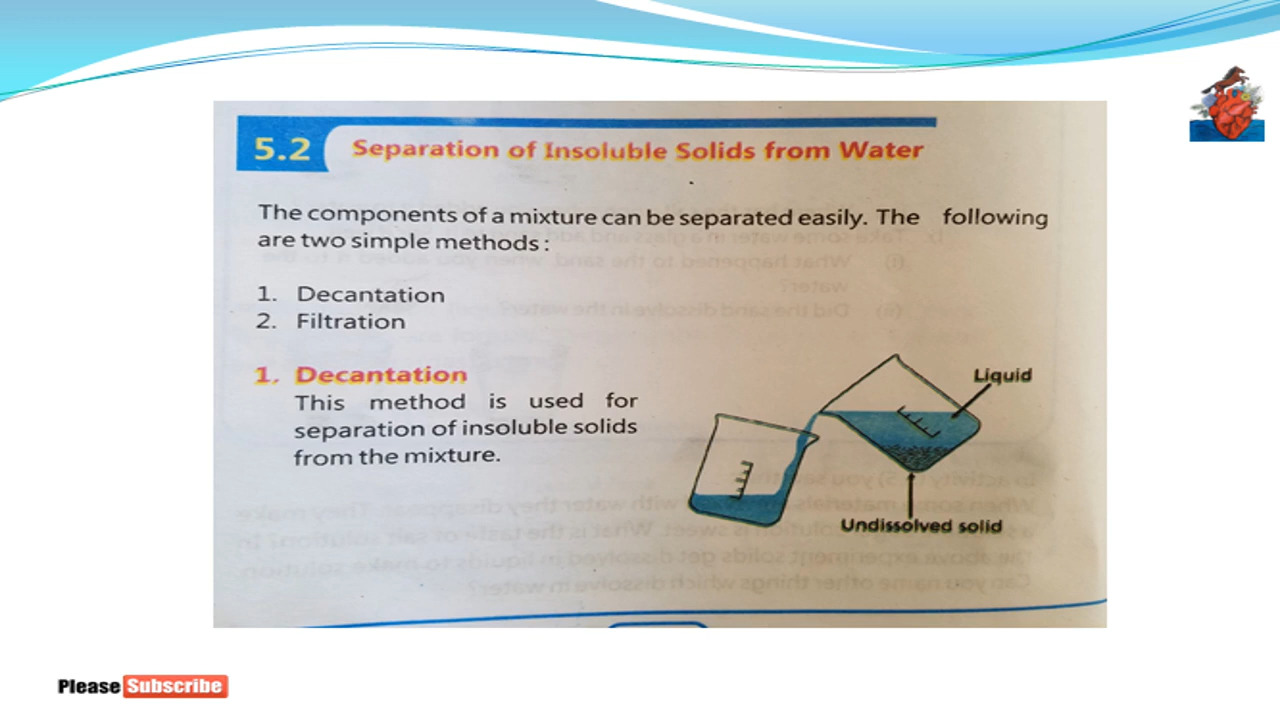 5.2 Separation of Insoluble Solids from Water
The components of a mixture can be separated easily. The following
are two simple methods :
1. Decantation
2. Filtration
1. Decantation
This method is used for
separation of insoluble solids
from the mixture.
Liquid
Undissolved solid
Please Subscribe